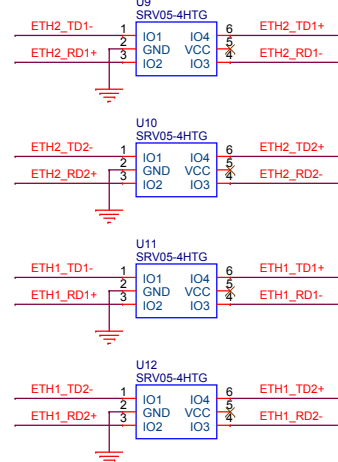 U9
SRV05-4HTG
ETH2_TD1- 1 IO1 IO4 6 ETH2_TD1+
2 GND VCC 5
ETH2_RD1+ 3 IO2 IO3 4 ETH2_RD1-
U10
SRV05-4HTG
ETH2_TD2- 1 IO1 IO4 6 ETH2_TD2+
2 GND VCC 5
ETH2_RD2+ 3 IO2 IO3 4 ETH2_RD2-
U11
SRV05-4HTG
ETH1_TD1- 1 IO1 IO4 6 ETH1_TD1+
2 GND VCC 5
ETH1_RD1+ 3 IO2 IO3 4 ETH1_RD1-
U12
SRV05-4HTG
ETH1_TD2- 1 IO1 IO4 6 ETH1_TD2+
2 GND VCC 5
ETH1_RD2+ 3 IO2 IO3 4 ETH1_RD2-